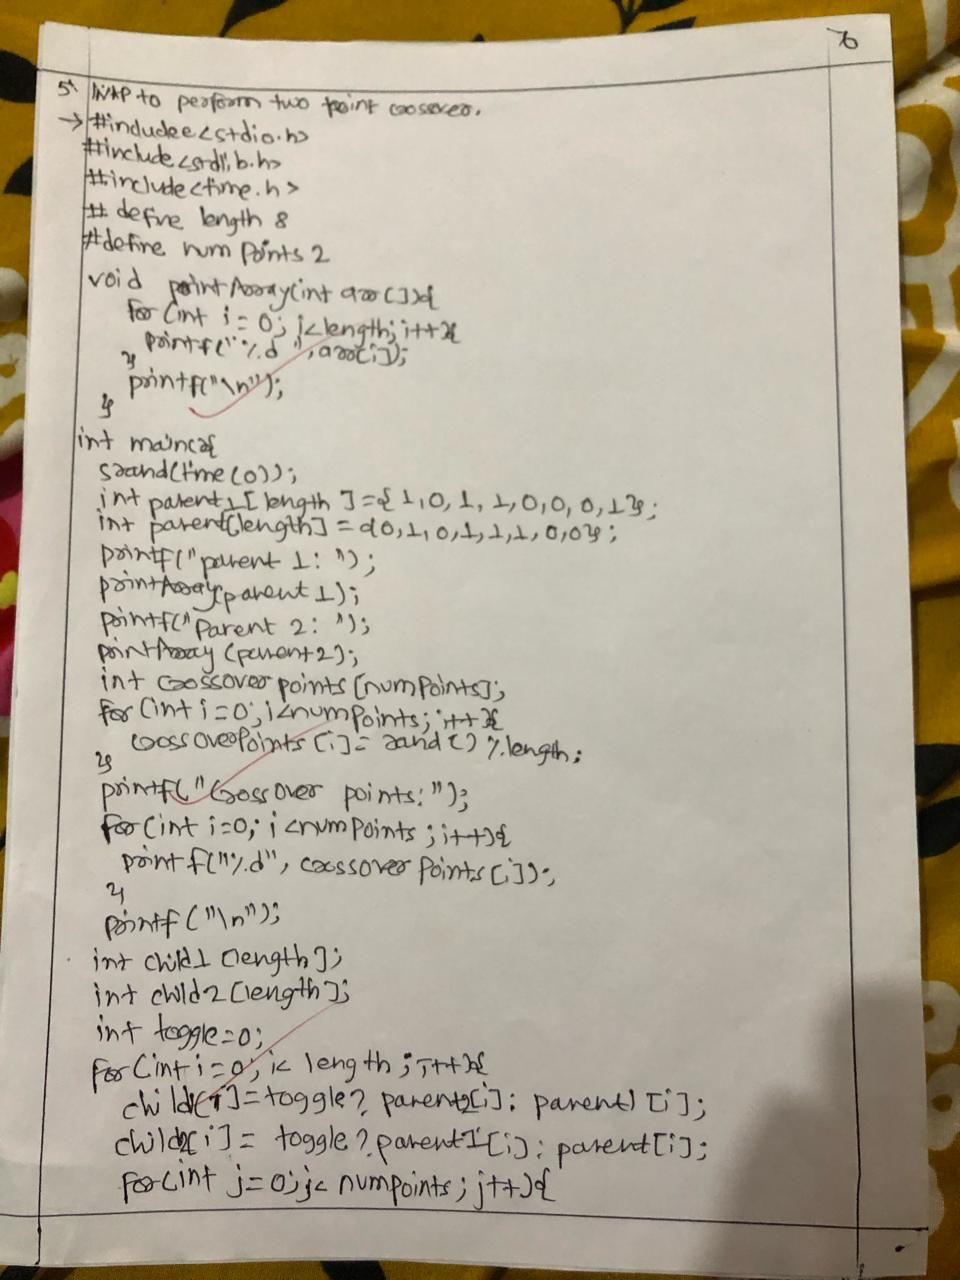 76
5) WAP to perform two point crossover.
→ #includee<stdio.h>
#include<stdlib.h>
#include<time.h>
# define length 8
#define numPoints 2
void printArray(int arr[]){
for(int i=0; i<length; i++){
printf("%d ", arr[i]);
}
printf("\n");
}
int main(){
srand(time(0));
int parent1[length]={1,0,1,1,0,0,0,1};
int parent[length]={0,1,0,1,1,1,0,0};
printf("parent 1: ");
printArray(parent1);
printf("Parent 2: ");
printArray(parent2);
int crossover points[numPoints];
for(int i=0; i<numPoints; i++){
crossoverPoints[i]= rand()%length;
}
printf("Crossover points:");
for(int i=0; i<numPoints; i++){
printf("%d", crossover Points[i]);
}
printf("\n");
int child1[length];
int child2[length];
int toggle=0;
for(int i=0; i< length; i++){
child[i]=toggle? parent2[i]: parent1[i];
child2[i]= toggle? parent1[i]: parent[i];
for(int j=0; j< numpoints; j++){